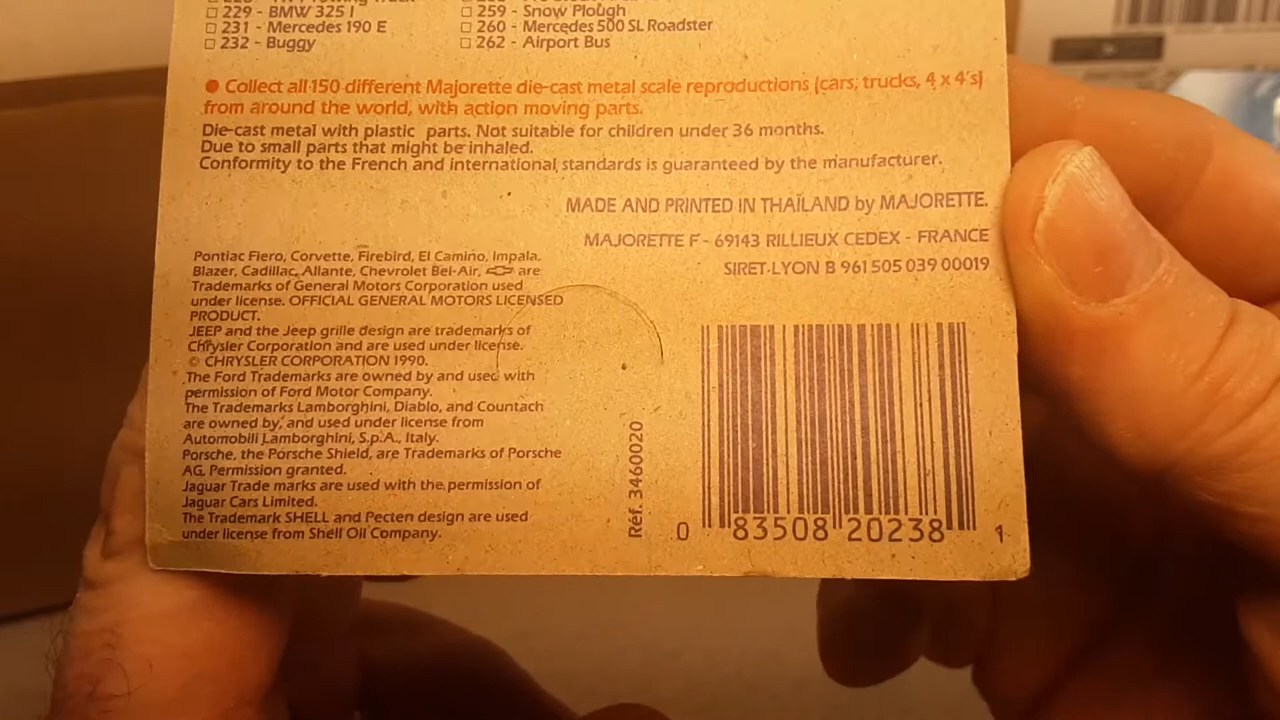 229 - BMW 325 I
231 - Mercedes 190 E
232 - Buggy
259 - Snow Plough
260 - Mercedes 500 SL Roadster
262 - Airport Bus
Collect all 150 different Majorette die-cast metal scale reproductions (cars, trucks, 4 x 4's)
from around the world, with action moving parts.
Die-cast metal with plastic parts. Not suitable for children under 36 months.
Due to small parts that might be inhaled.
Conformity to the French and international standards is guaranteed by the manufacturer.
MADE AND PRINTED IN THAÏLAND by MAJORETTE.
MAJORETTE F - 69143 RILLIEUX CEDEX - FRANCE
SIRET-LYON B 961 505 039 00019
Pontiac Fiero, Corvette, Firebird, El Camino, Impala,
Blazer, Cadillac, Allante, Chevrolet Bel-Air, are
Trademarks of General Motors Corporation used
under license. OFFICIAL GENERAL MOTORS LICENSED
PRODUCT.
JEEP and the Jeep grille design are trademarks of
Chrysler Corporation and are used under license.
© CHRYSLER CORPORATION 1990.
The Ford Trademarks are owned by and used with
permission of Ford Motor Company.
The Trademarks Lamborghini, Diablo, and Countach
are owned by, and used under license from
Automobili Lamborghini, S.p.A., Italy.
Porsche, the Porsche Shield, are Trademarks of Porsche
AG. Permission granted.
Jaguar Trade marks are used with the permission of
Jaguar Cars Limited.
The Trademark SHELL and Pecten design are used
under license from Shell Oil Company.
Réf. 3460020
0 83508 20238 1